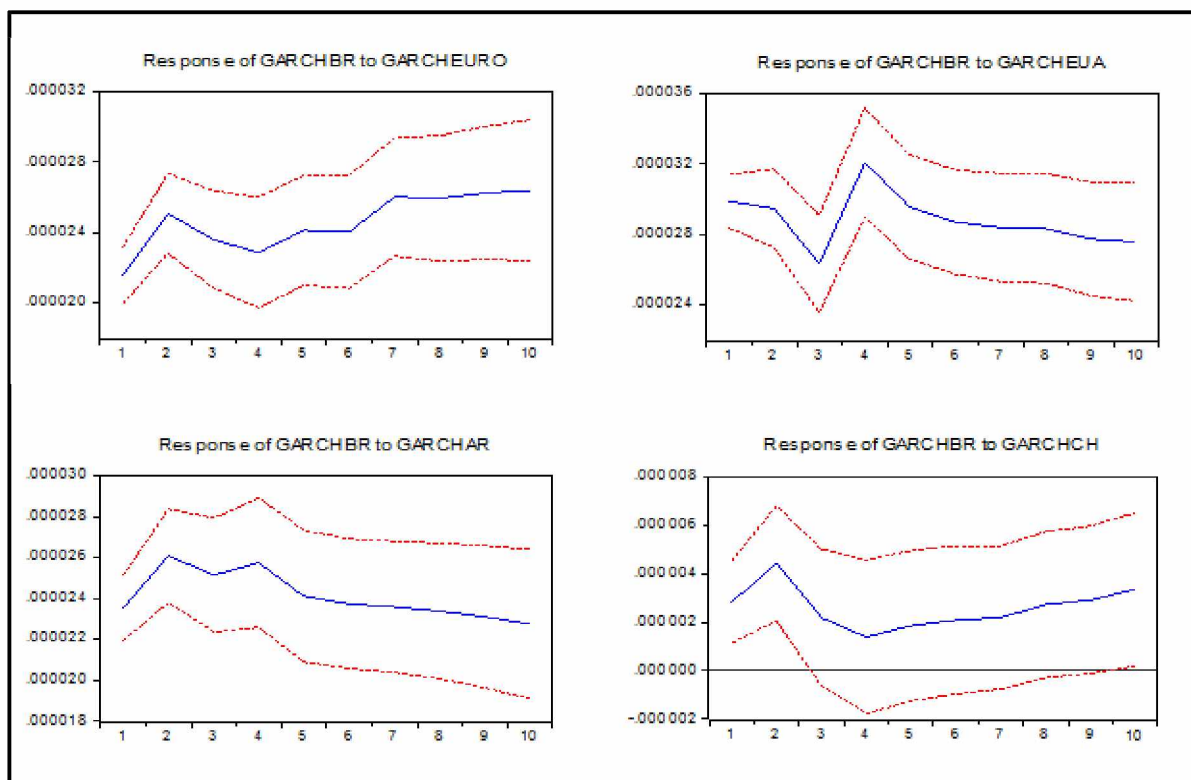 Response of GARCHBR to GARCHEURO
.000032
.000028
.000024
.000020
1 2 3 4 5 6 7 8 9 10
Response of GARCHBR to GARCHEUA
.000036
.000032
.000028
.000024
1 2 3 4 5 6 7 8 9 10
Response of GARCHBR to GARCHAR
.000030
.000028
.000026
.000024
.000022
.000020
.000018
1 2 3 4 5 6 7 8 9 10
Response of GARCHBR to GARCHCH
.000008
.000006
.000004
.000002
.000000
-.000002
1 2 3 4 5 6 7 8 9 10